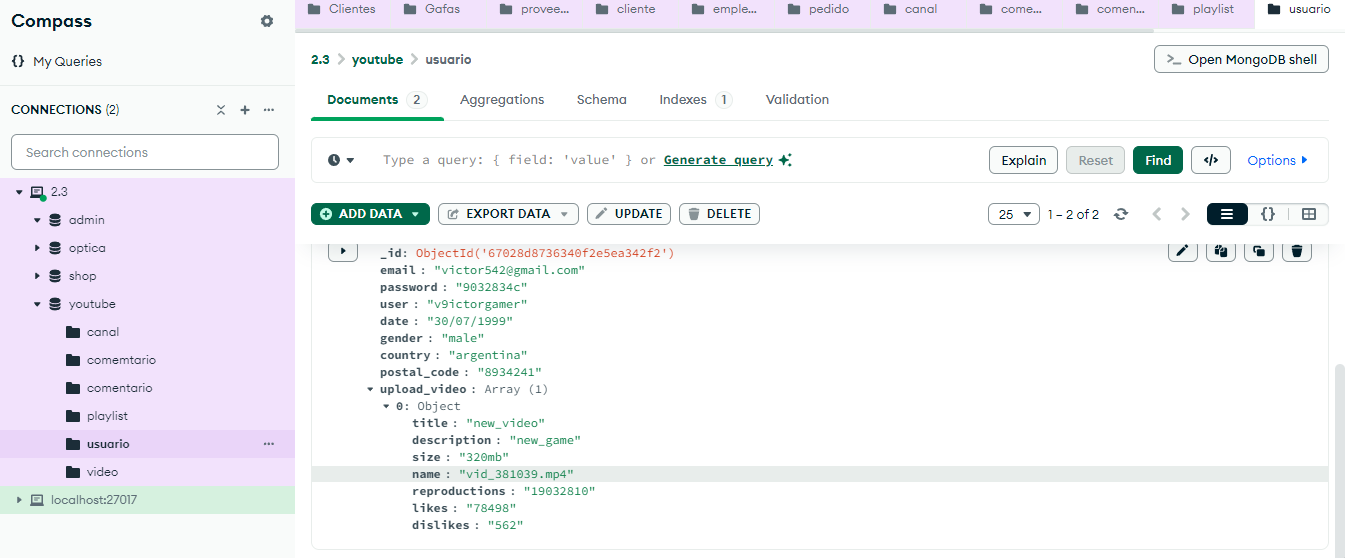 Compass
My Queries
CONNECTIONS (2)
Search connections
2.3
admin
optica
shop
youtube
canal
comemtario
comentario
playlist
usuario
video
localhost:27017
Clientes Gafas provee... cliente emple... pedido canal come... comen... playlist usuario
2.3 youtube usuario
>_ Open MongoDB shell
Documents 2 Aggregations Schema Indexes 1 Validation
Type a query: { field: 'value' } or Generate query
Explain Reset Find </> Options
ADD DATA EXPORT DATA UPDATE DELETE
25 1 – 2 of 2 {}
_id: ObjectId('67028d8736340f2e5ea342f2')
email : "victor542@gmail.com"
password : "9032834c"
user : "v9ictorgamer"
date : "30/07/1999"
gender : "male"
country : "argentina"
postal_code : "8934241"
upload_video : Array (1)
0: Object
title : "new_video"
description : "new_game"
size : "320mb"
name : "vid_381039.mp4"
reproductions : "19032810"
likes : "78498"
dislikes : "562"